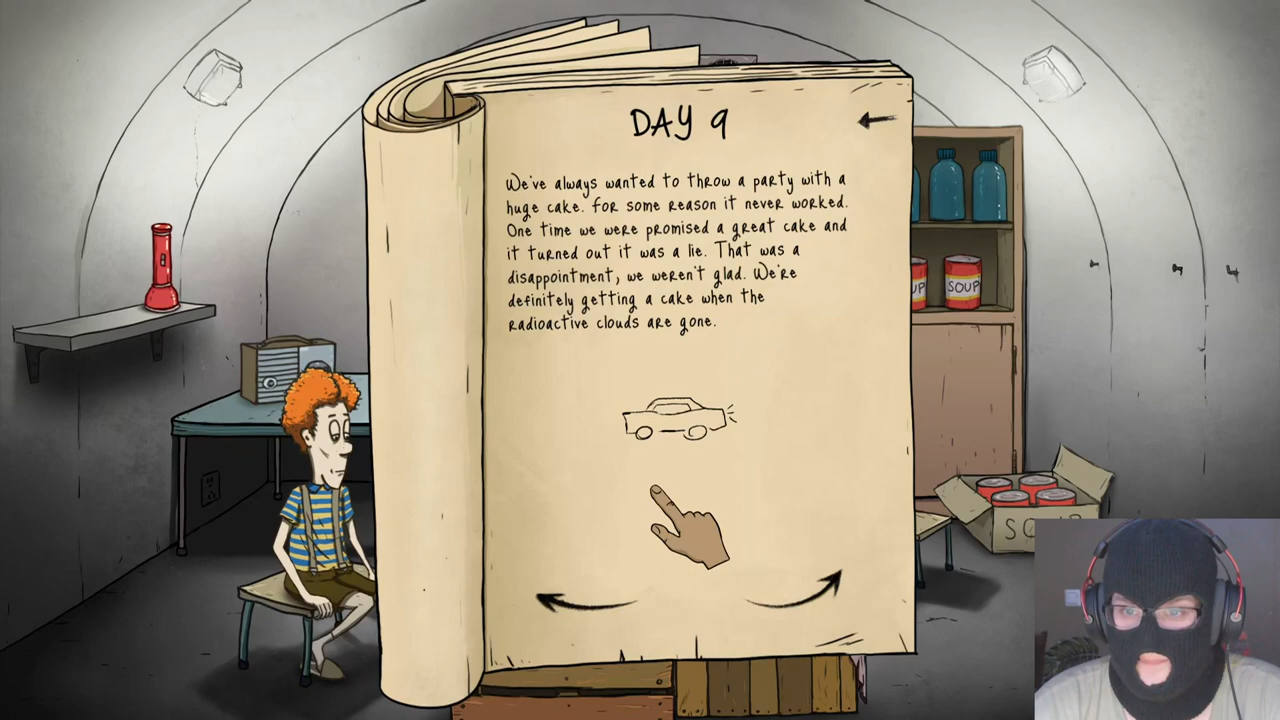 DAY 9
We've always wanted to throw a party with a
huge cake. For some reason it never worked.
One time we were promised a great cake and
it turned out it was a lie. That was a
disappointment, we weren't glad. We're
definitely getting a cake when the
radioactive clouds are gone.
UP
SOUP